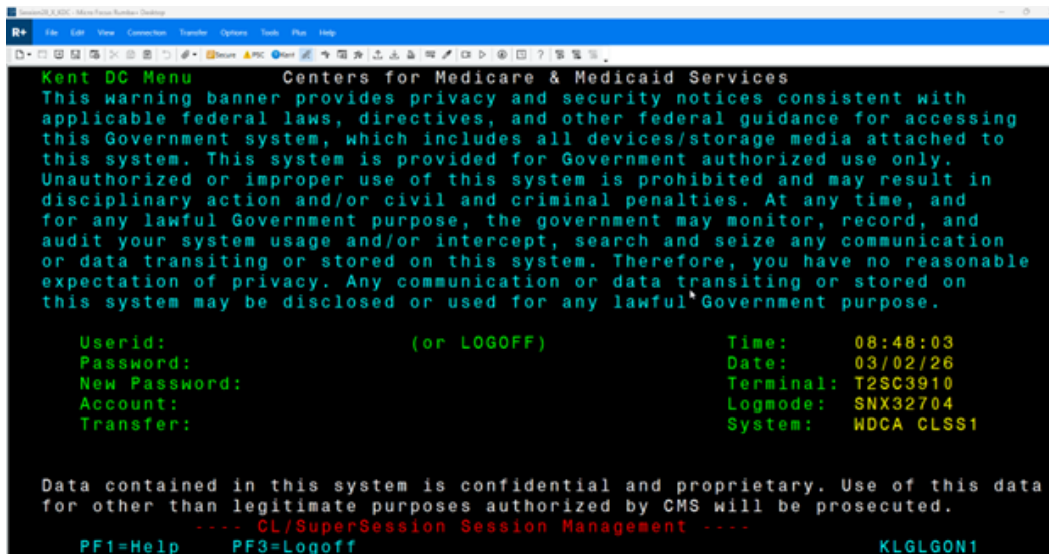 Session28_K_KDC - Micro Focus Rumba+ Desktop
R+ File Edit View Connection Transfer Options Tools Plus Help
Secure PSC Kent
Kent DC Menu Centers for Medicare & Medicaid Services
This warning banner provides privacy and security notices consistent with
applicable federal laws, directives, and other federal guidance for accessing
this Government system, which includes all devices/storage media attached to
this system. This system is provided for Government authorized use only.
Unauthorized or improper use of this system is prohibited and may result in
disciplinary action and/or civil and criminal penalties. At any time, and
for any lawful Government purpose, the government may monitor, record, and
audit your system usage and/or intercept, search and seize any communication
or data transiting or stored on this system. Therefore, you have no reasonable
expectation of privacy. Any communication or data transiting or stored on
this system may be disclosed or used for any lawful Government purpose.
Userid: (or LOGOFF) Time: 08:48:03
Password: Date: 03/02/26
New Password: Terminal: T2SC3910
Account: Logmode: SNX32704
Transfer: System: WDCA CLSS1
Data contained in this system is confidential and proprietary. Use of this data
for other than legitimate purposes authorized by CMS will be prosecuted.
---- CL/SuperSession Session Management ----
PF1=Help PF3=Logoff KLGLGON1